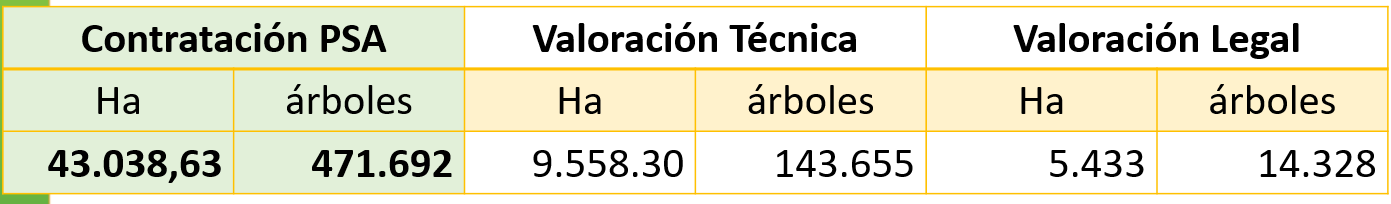 Contratación PSA Valoración Técnica Valoración Legal
Ha árboles Ha árboles Ha árboles
43.038,63 471.692 9.558.30 143.655 5.433 14.328